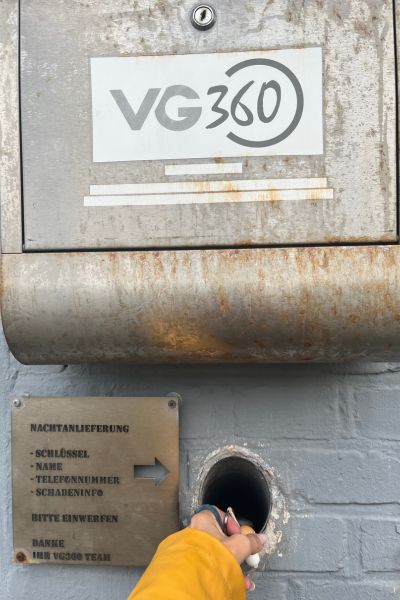 VG360
NACHTANLIEFERUNG
- SCHLÜSSEL
- NAME
- TELEFONNUMMER
- SCHADENINFO
BITTE EINWERFEN
DANKE
IHR VG360 TEAM